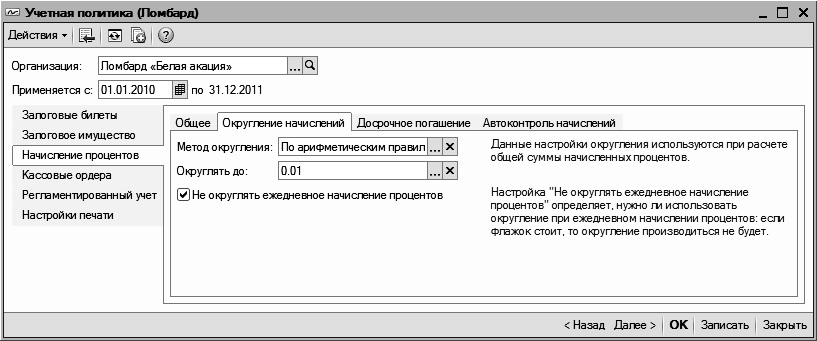 Учетная политика (Ломбард)
Действия
Организация: Ломбард «Белая акация» ...
Применяется с: 01.01.2010 по 31.12.2011
Залоговые билеты
Залоговое имущество
Начисление процентов
Кассовые ордера
Регламентированный учет
Настройки печати
Общее Округление начислений Досрочное погашение Автоконтроль начислений
Метод округления: По арифметическим правил ...
Округлять до: 0.01 ...
Не округлять ежедневное начисление процентов
Данные настройки округления используются при расчете
общей суммы начисленных процентов.
Настройка "Не округлять ежедневное начисление
процентов" определяет, нужно ли использовать
округление при ежедневном начислении процентов: если
флажок стоит, то округление производиться не будет.
< Назад Далее > OK Записать Закрыть